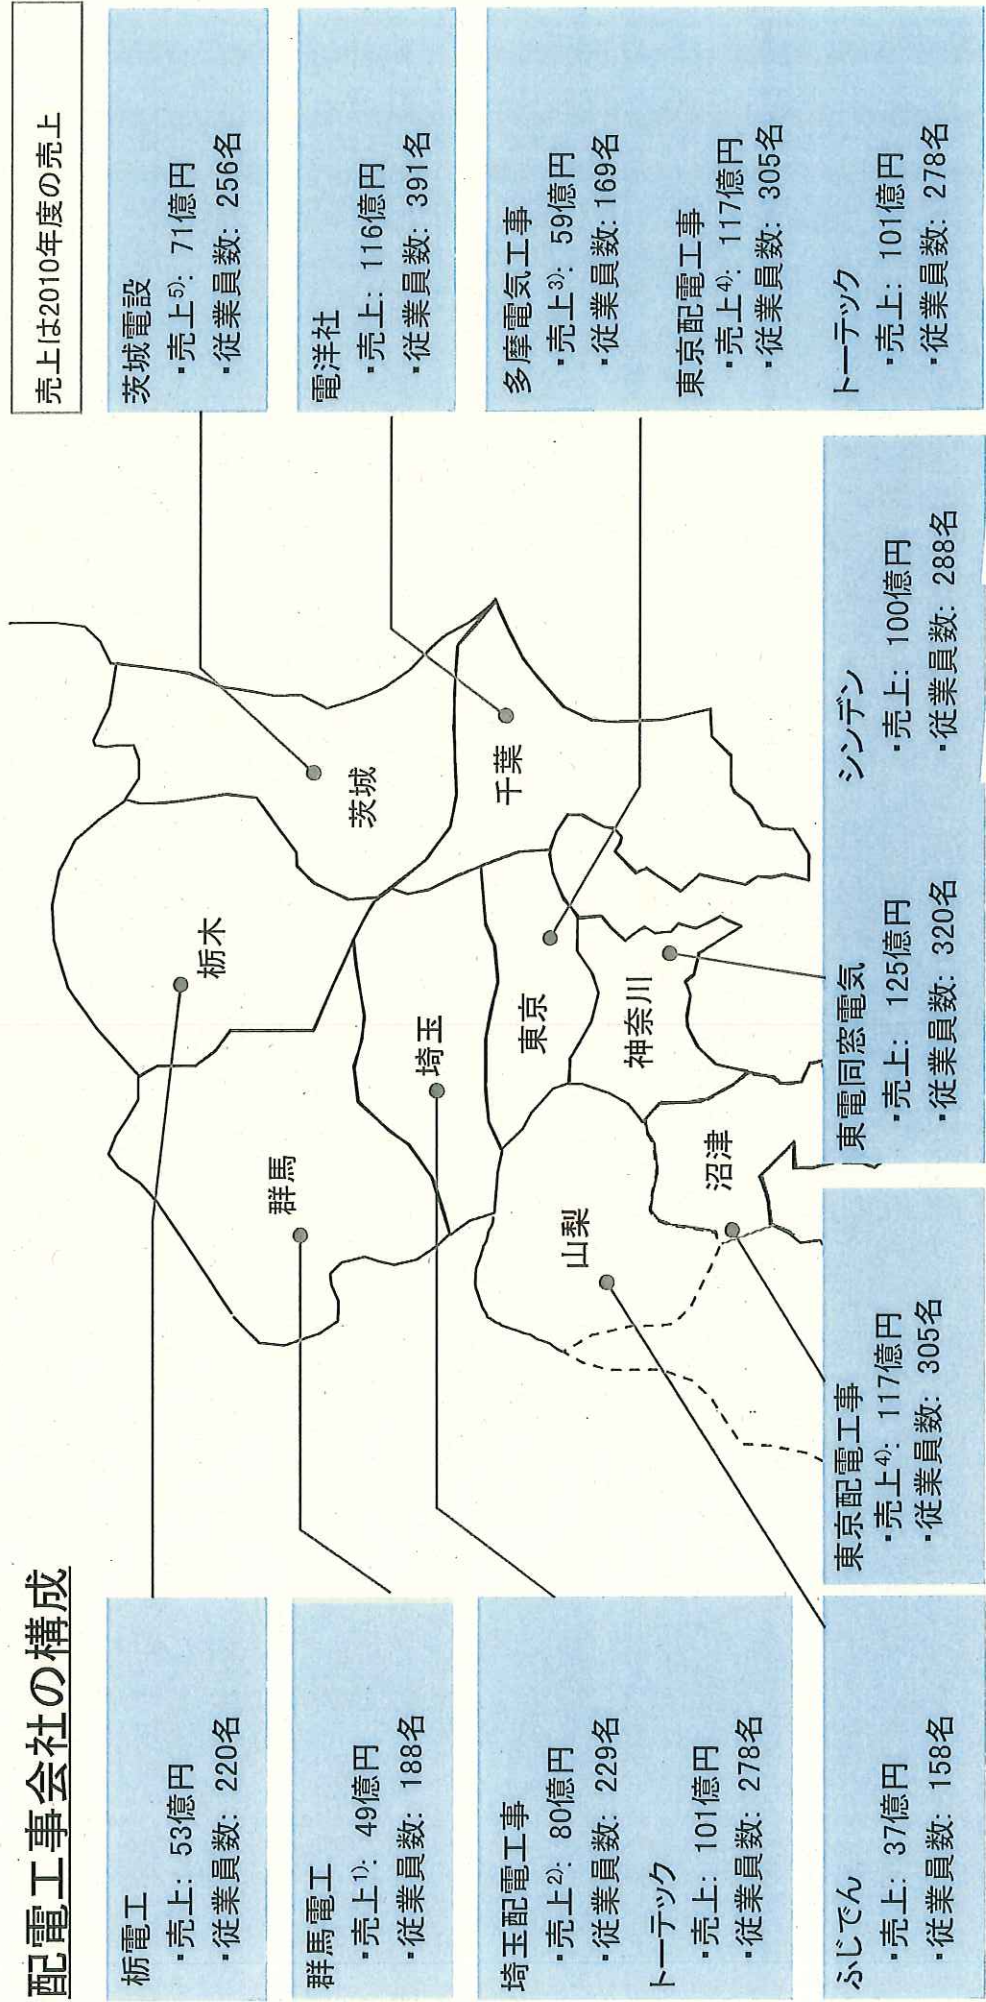 配電工事会社の構成
売上は2010年度の売上
栃電工
・売上: 53億円
・従業員数: 220名
群馬電工
・売上1): 49億円
・従業員数: 188名
埼玉配電工事
・売上2): 80億円
・従業員数: 229名
トーテック
・売上: 101億円
・従業員数: 278名
ふじでん
・売上: 37億円
・従業員数: 158名
東京配電工事
・売上4): 117億円
・従業員数: 305名
東電同窓電気
・売上: 125億円
・従業員数: 320名
シンデン
・売上: 100億円
・従業員数: 288名
茨城電設
・売上5): 71億円
・従業員数: 256名
電洋社
・売上: 116億円
・従業員数: 391名
多摩電気工事
・売上3): 59億円
・従業員数: 169名
東京配電工事
・売上4): 117億円
・従業員数: 305名
トーテック
・売上: 101億円
・従業員数: 278名
栃木
群馬
茨城
埼玉
千葉
東京
山梨
神奈川
沼津